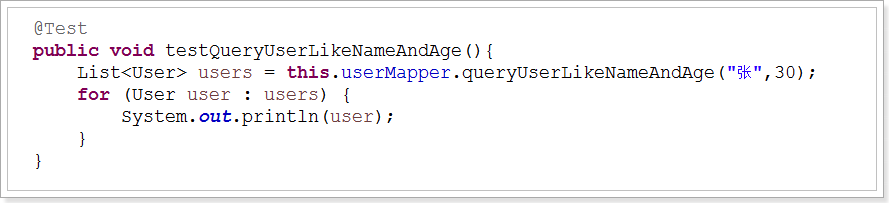 @Test
public void testQueryUserLikeNameAndAge(){
    List<User> users = this.userMapper.queryUserLikeNameAndAge("张",30);
    for (User user : users) {
        System.out.println(user);
    }
}